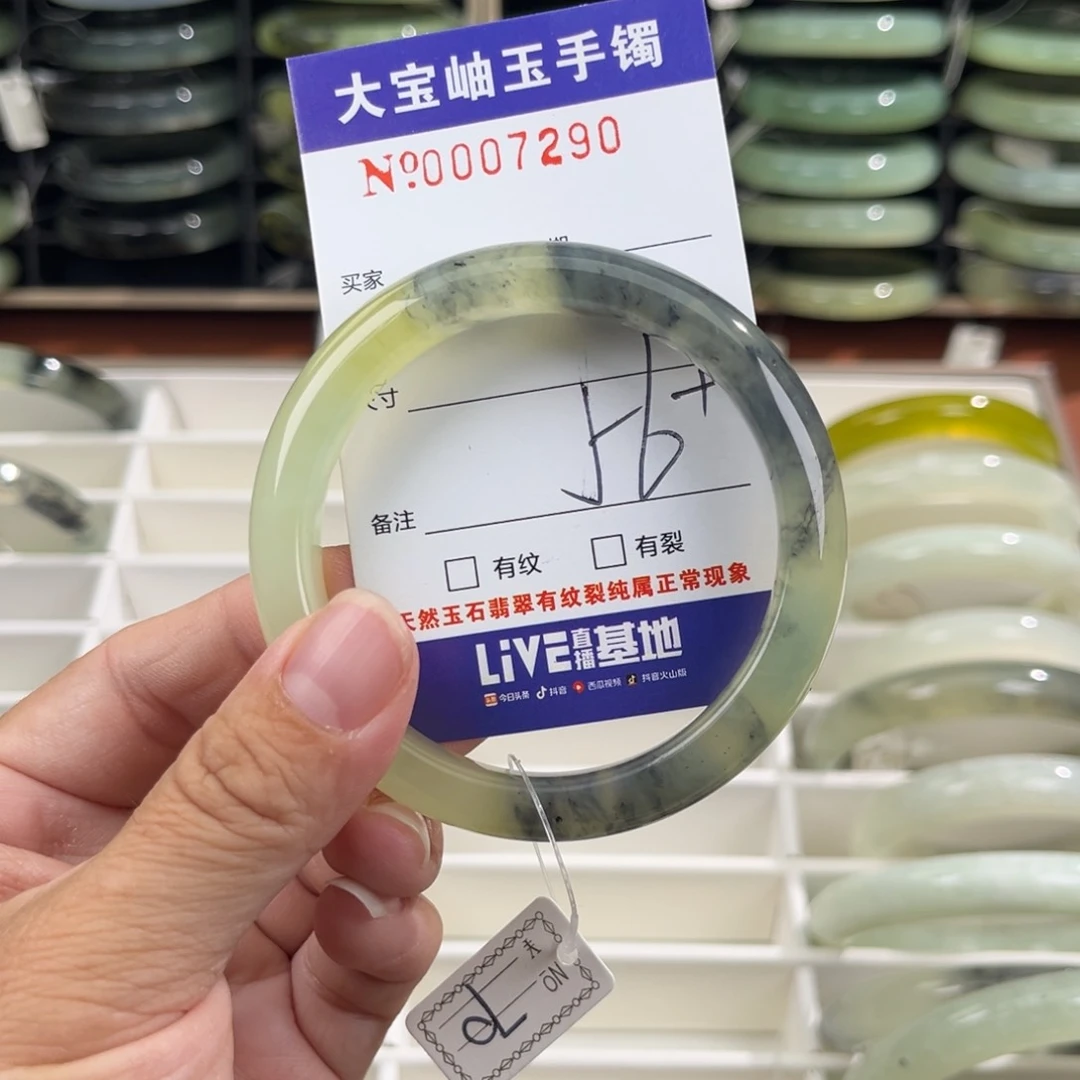 大宝岫玉手镯
No.0007290
买家
寸
56+
备注
有纹 有裂
天然玉石翡翠有纹裂纯属正常现象
LiVE直播基地
今日头条 抖音 西瓜视频 抖音火山版
No